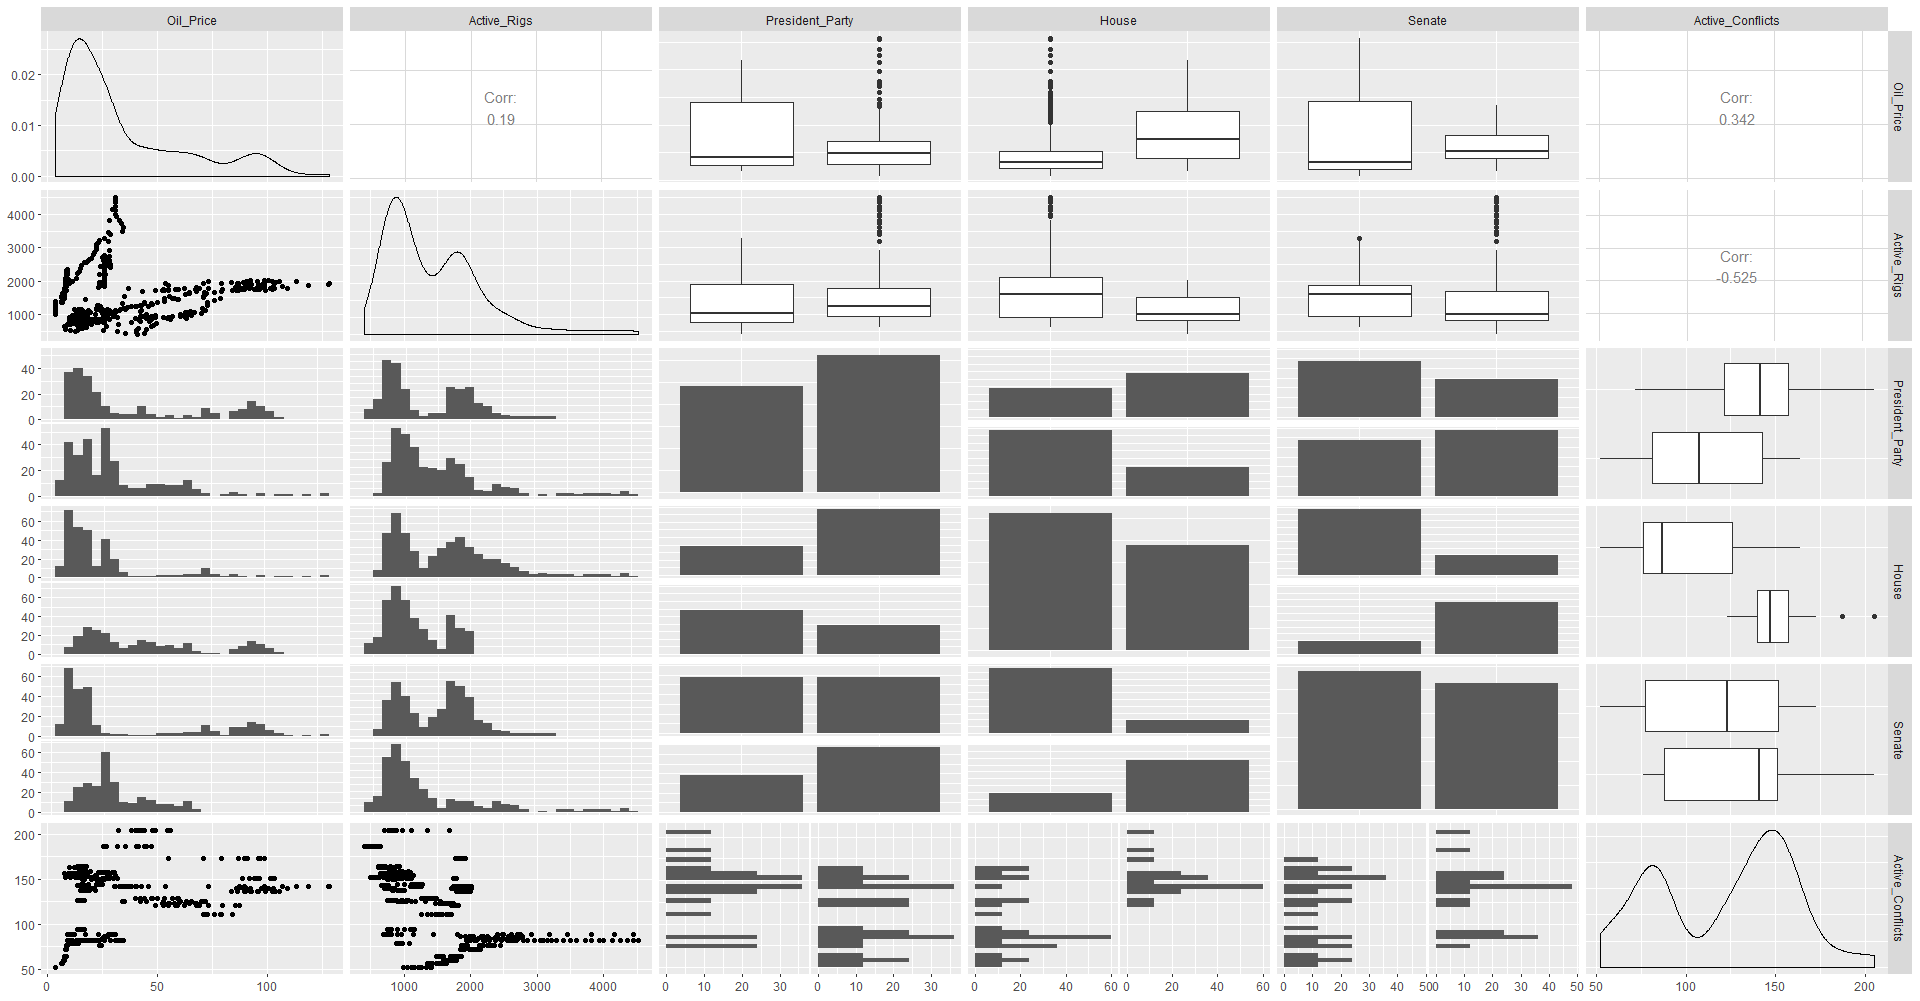 Oil_Price
Active_Rigs
President_Party
House
Senate
Active_Conflicts
0.02
0.01
0.00
Corr:
0.19
Corr:
0.342
Oil_Price
4000
3000
2000
1000
Corr:
-0.525
Active_Rigs
40
20
0
40
20
0
President_Party
60
40
20
0
60
40
20
0
House
60
40
20
0
60
40
20
0
Senate
200
150
100
50
Active_Conflicts
0 50 100
1000 2000 3000 4000
0 10 20 30 0 10 20 30
0 20 40 60 0 20 40 60
0 10 20 30 40 50 0 10 20 30 40 50
50 100 150 200